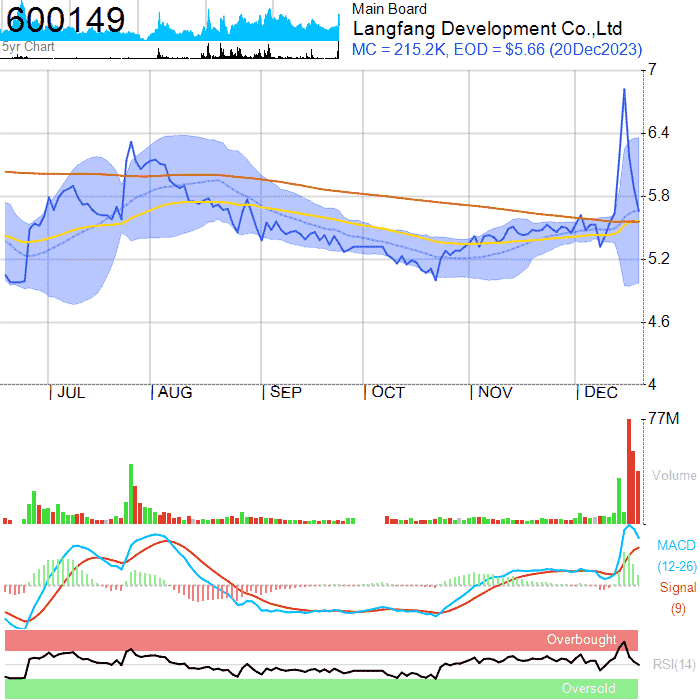 600149
5yr Chart
Main Board
Langfang Development Co.,Ltd
MC = 215.2K, EOD = $5.66 (20Dec2023)
7
6.4
5.8
5.2
4.6
4
JUL AUG SEP OCT NOV DEC
77M
Volume
MACD
(12-26)
Signal
(9)
Overbought
RSI(14)
Oversold